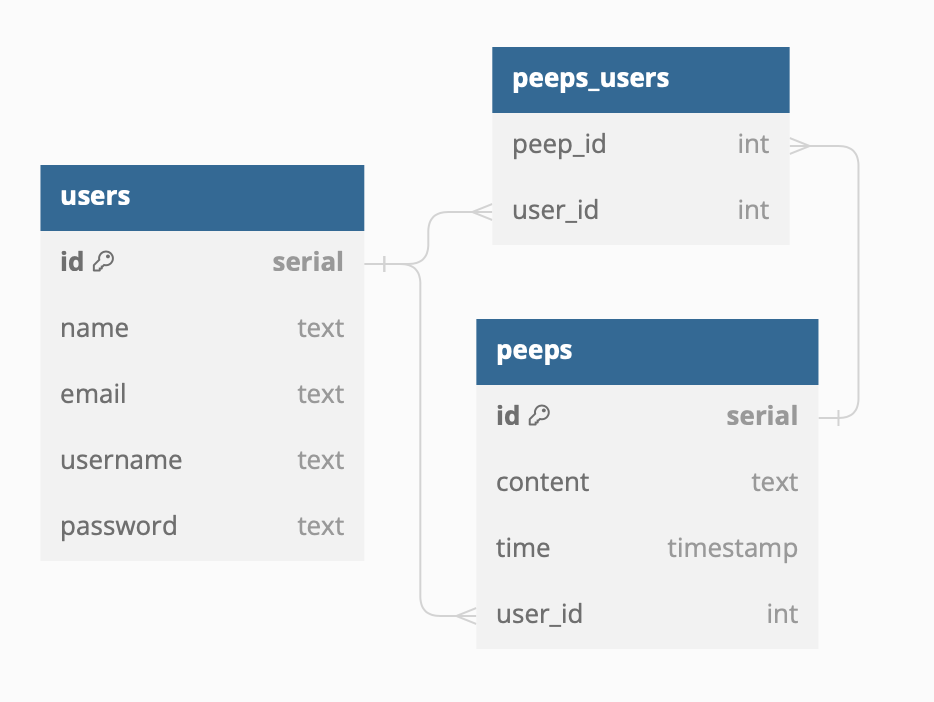 users
id serial
name text
email text
username text
password text
peeps_users
peep_id int
user_id int
peeps
id serial
content text
time timestamp
user_id int